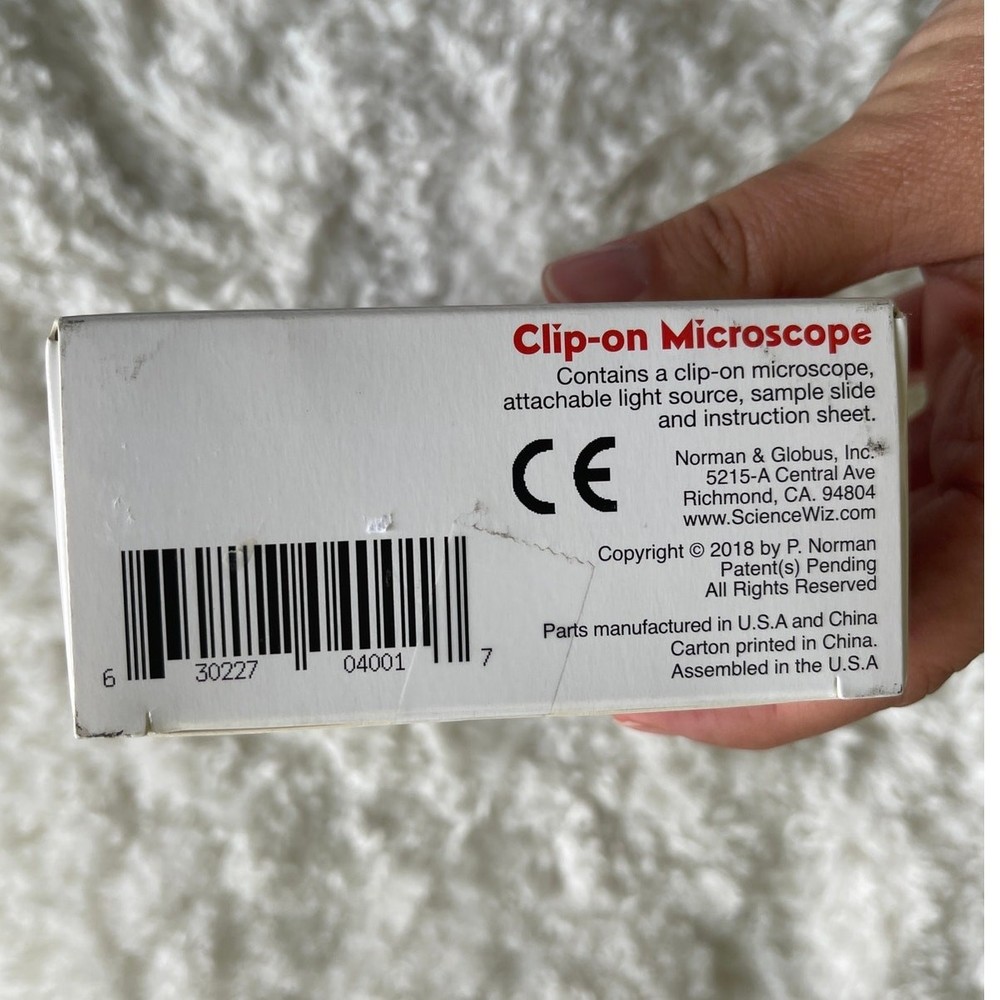 Clip-on Microscope
Contains a clip-on microscope,
attachable light source, sample slide
and instruction sheet.
CE
Norman & Globus, Inc.
5215-A Central Ave
Richmond, CA. 94804
www.ScienceWiz.com
Copyright © 2018 by P. Norman
Patent(s) Pending
All Rights Reserved
Parts manufactured in U.S.A and China
Carton printed in China.
Assembled in the U.S.A
6 30227 04001 7